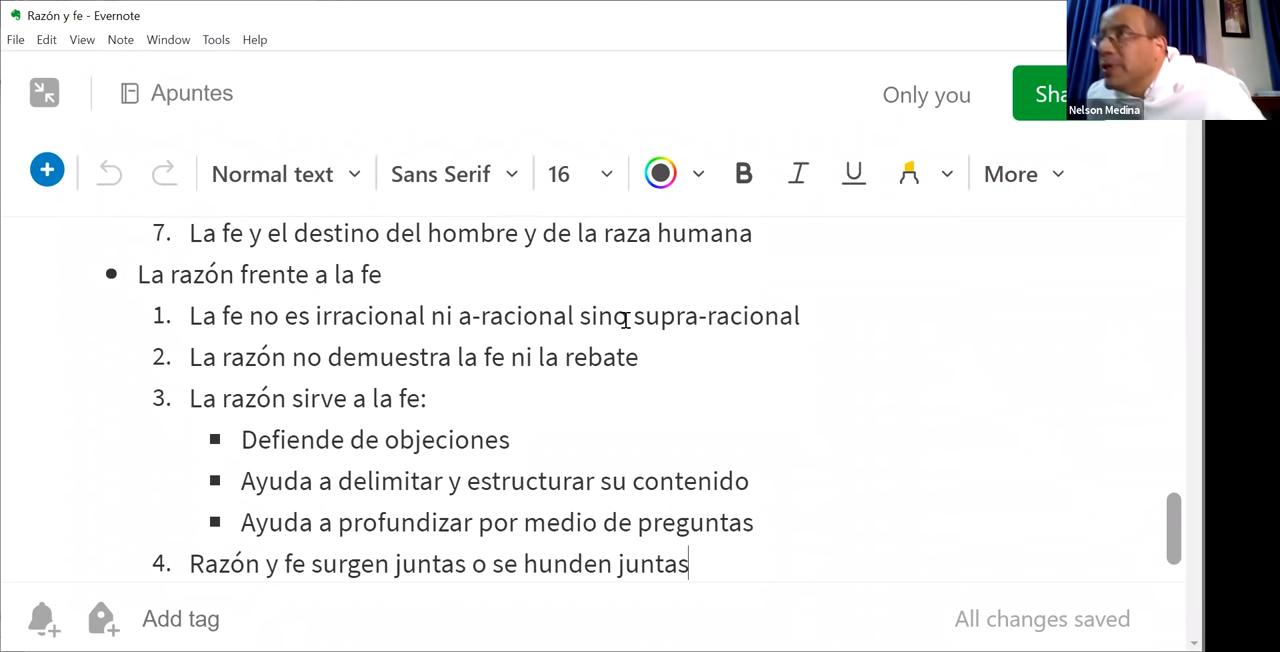 Razón y fe - Evernote
File Edit View Note Window Tools Help
Apuntes
Only you
Sha
Nelson Medina
Normal text
Sans Serif
16
B I U
More
7. La fe y el destino del hombre y de la raza humana
● La razón frente a la fe
1. La fe no es irracional ni a-racional sino supra-racional
2. La razón no demuestra la fe ni la rebate
3. La razón sirve a la fe:
■ Defiende de objeciones
■ Ayuda a delimitar y estructurar su contenido
■ Ayuda a profundizar por medio de preguntas
4. Razón y fe surgen juntas o se hunden juntas
Add tag
All changes saved